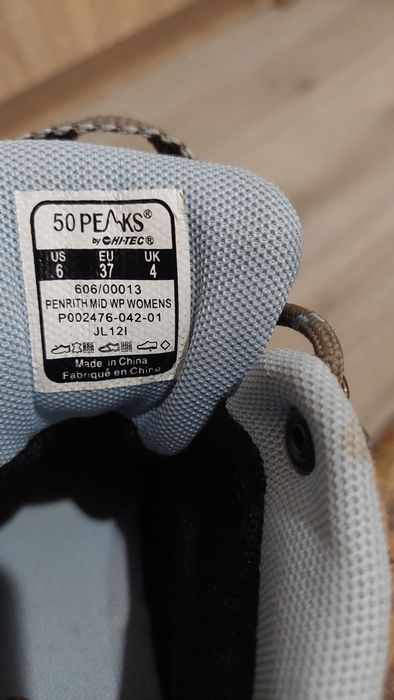 50 PEAKS®
by HI-TEC®
US EU UK
6 37 4
606/00013
PENRITH MID WP WOMENS
P002476-042-01
JL12I
Made in China
Fabriqué en Chine